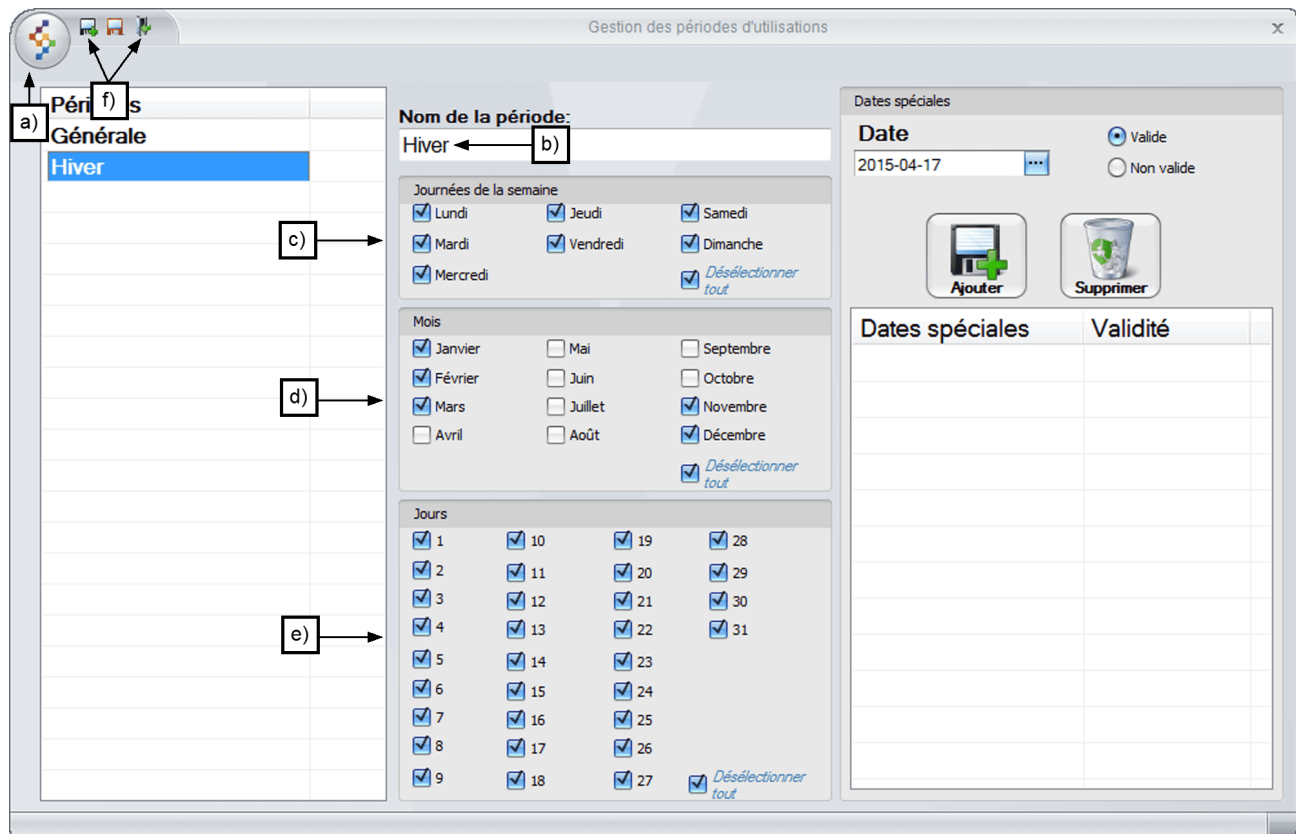 Gestion des périodes d'utilisations
x
f)
a)
Péri s
Générale
Hiver
Nom de la période:
Hiver
b)
Journées de la semaine
c)
Lundi
Jeudi
Samedi
Mardi
Vendredi
Dimanche
Mercredi
Désélectionner
tout
Mois
d)
Janvier
Mai
Septembre
Février
Juin
Octobre
Mars
Juillet
Novembre
Avril
Août
Décembre
Désélectionner
tout
Jours
e)
1
10
19
28
2
11
20
29
3
12
21
30
4
13
22
31
5
14
23
6
15
24
7
16
25
8
17
26
9
18
27
Désélectionner
tout
Dates spéciales
Date
Valide
2015-04-17
...
Non valide
Ajouter
Supprimer
Dates spéciales
Validité